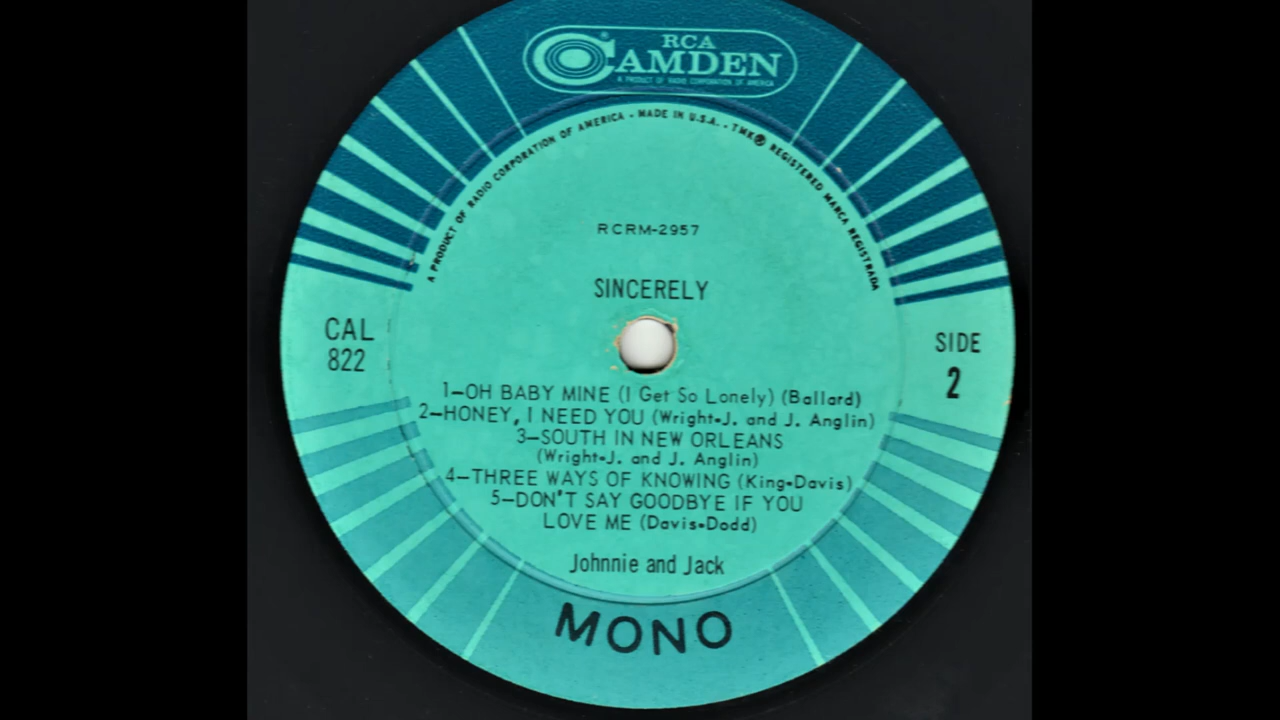 RCA
CAMDEN
®
A PRODUCT OF RADIO CORPORATION OF AMERICA
A PRODUCT OF RADIO CORPORATION OF AMERICA - MADE IN U.S.A. - TMK® REGISTERED MARCA REGISTRADA
RCRM-2957
SINCERELY
CAL
822
SIDE
2
1-OH BABY MINE (I Get So Lonely) (Ballard)
2-HONEY, I NEED YOU (Wright-J. and J. Anglin)
3-SOUTH IN NEW ORLEANS
(Wright-J. and J. Anglin)
4-THREE WAYS OF KNOWING (King-Davis)
5-DON'T SAY GOODBYE IF YOU
LOVE ME (Davis-Dodd)
Johnnie and Jack
MONO